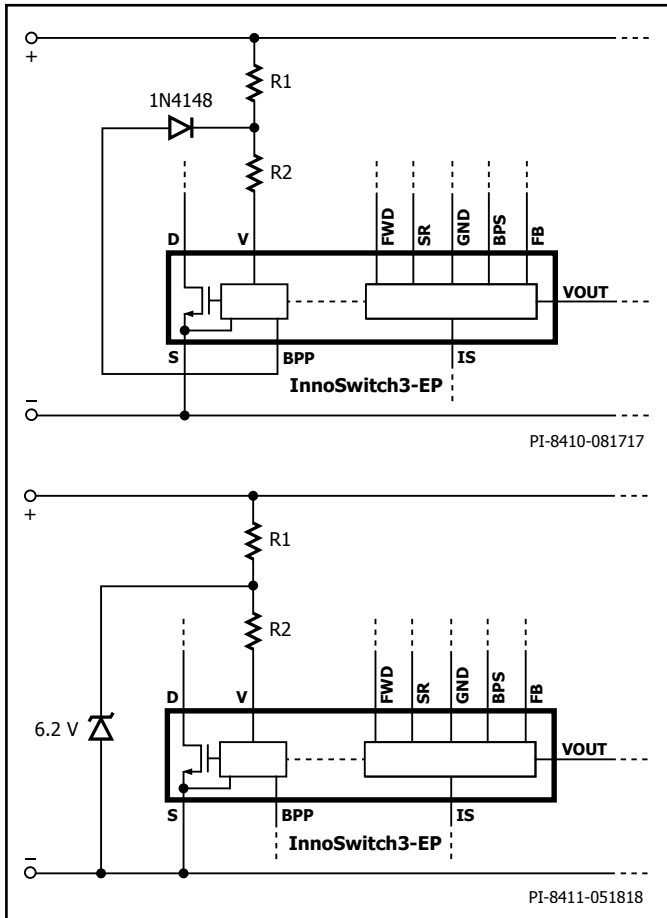 +
R1
1N4148
R2
D
V
FWD
SR
GND
BPS
FB
VOUT
S
BPP
IS
InnoSwitch3-EP
−
PI-8410-081717
+
R1
R2
D
V
FWD
SR
GND
BPS
FB
6.2 V
VOUT
S
BPP
IS
InnoSwitch3-EP
−
PI-8411-051818